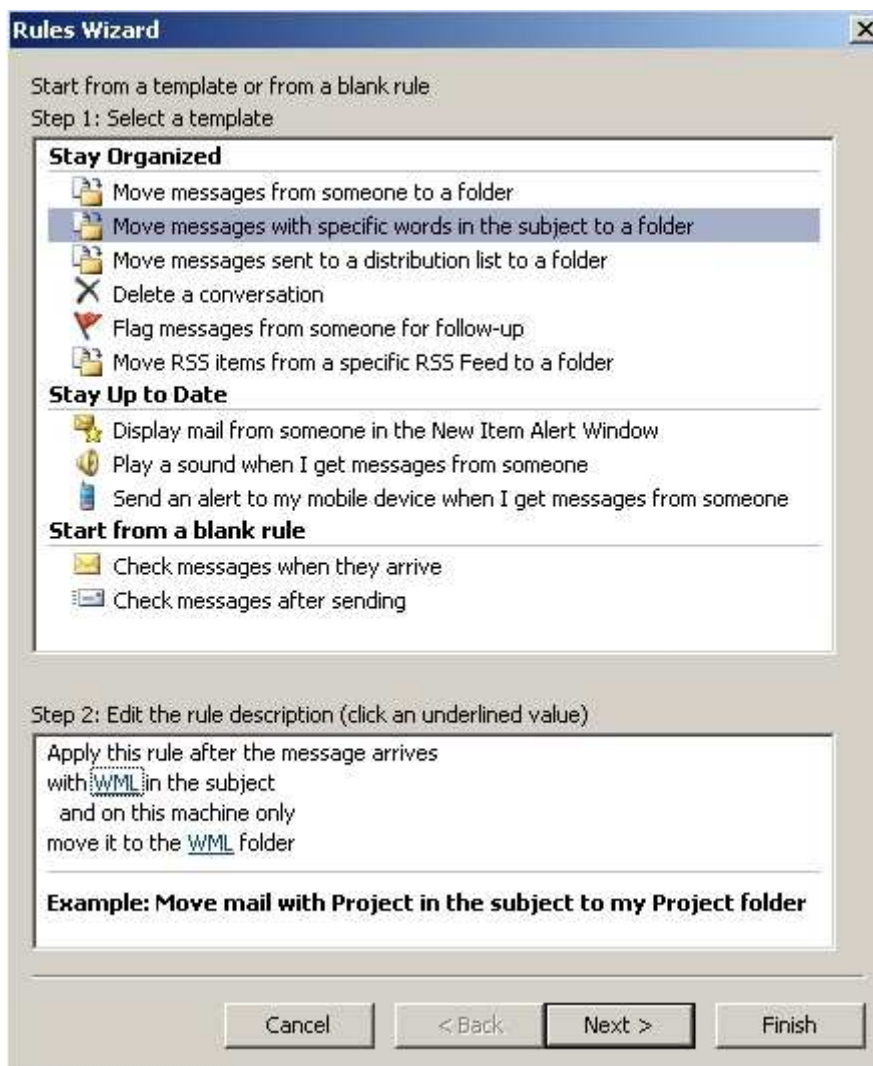 Rules Wizard
Start from a template or from a blank rule
Step 1: Select a template
Stay Organized
Move messages from someone to a folder
Move messages with specific words in the subject to a folder
Move messages sent to a distribution list to a folder
Delete a conversation
Flag messages from someone for follow-up
Move RSS items from a specific RSS Feed to a folder
Stay Up to Date
Display mail from someone in the New Item Alert Window
Play a sound when I get messages from someone
Send an alert to my mobile device when I get messages from someone
Start from a blank rule
Check messages when they arrive
Check messages after sending
Step 2: Edit the rule description (click an underlined value)
Apply this rule after the message arrives
with WML in the subject
and on this machine only
move it to the WML folder
Example: Move mail with Project in the subject to my Project folder
Cancel < Back Next > Finish